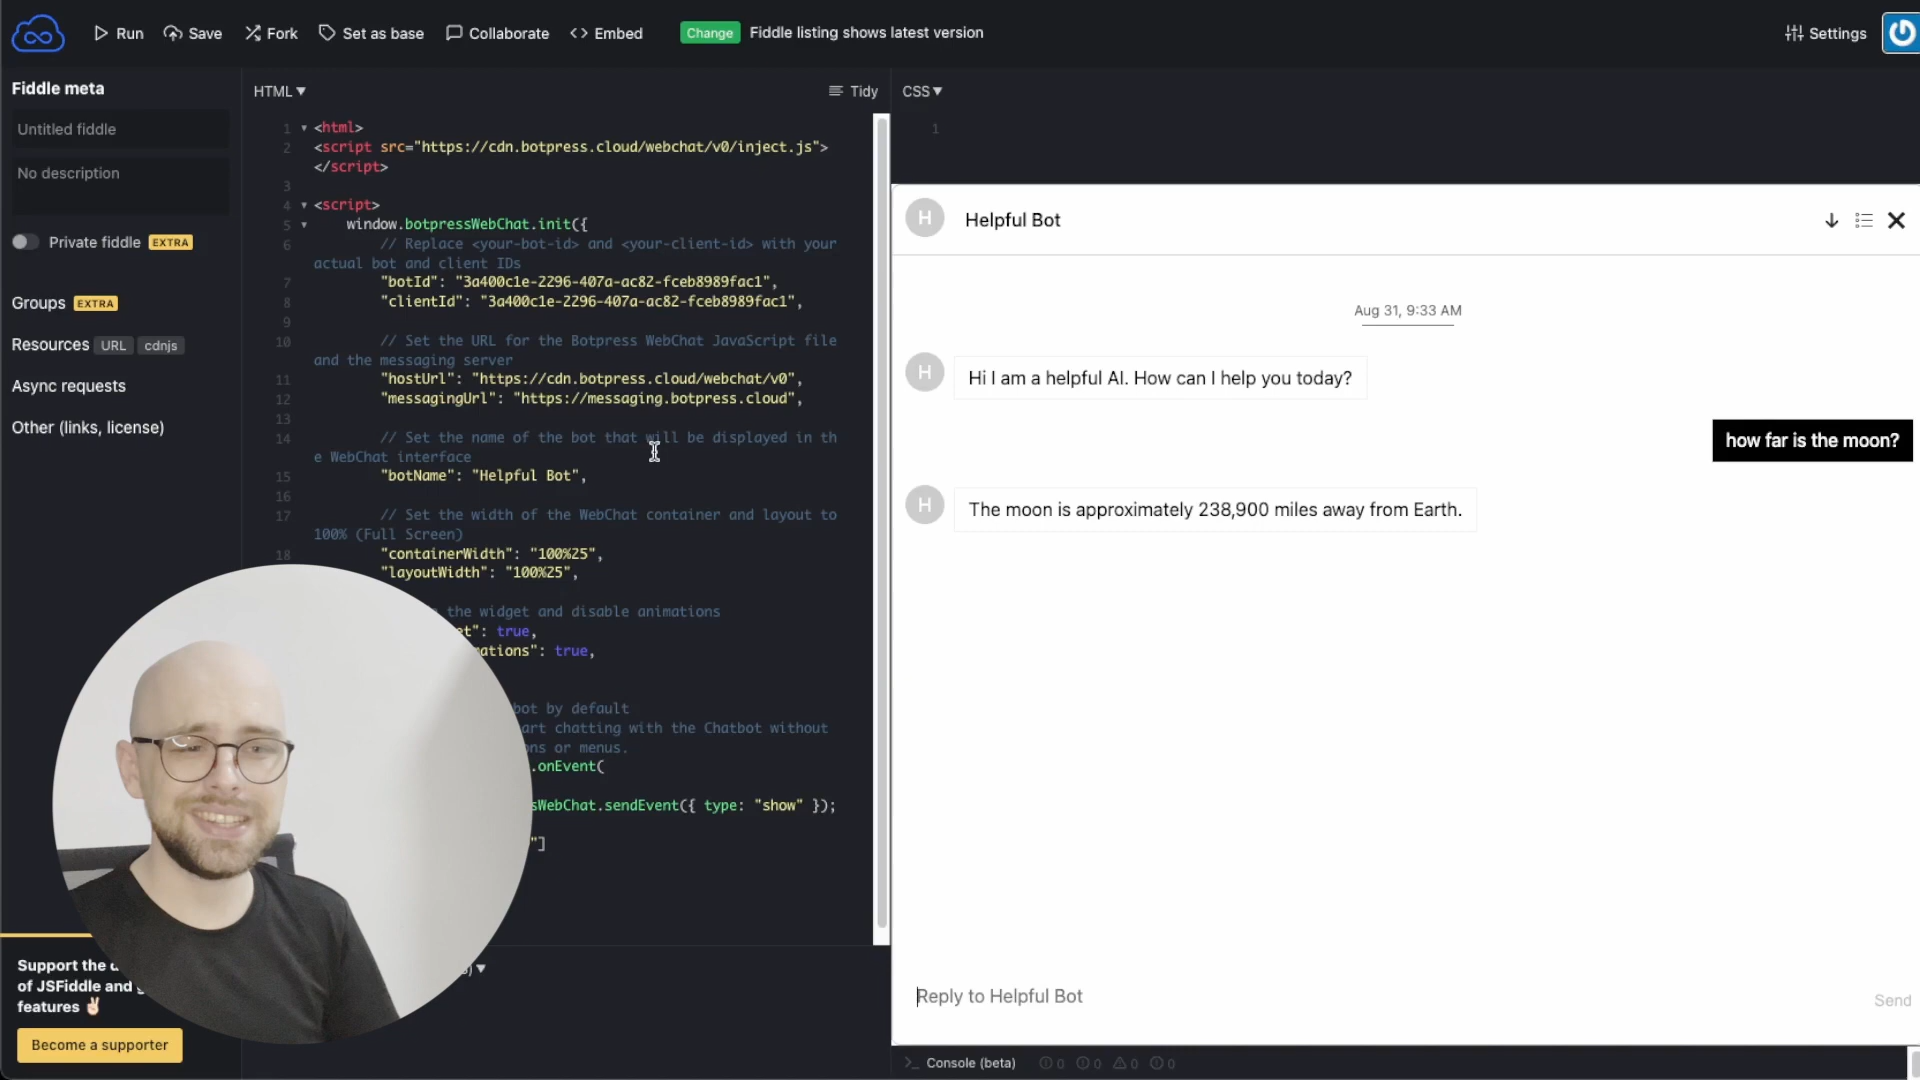 Run
Save
Fork
Set as base
Collaborate
Embed
Change
Fiddle listing shows latest version
Settings
Fiddle meta
Untitled fiddle
No description
Private fiddle EXTRA
Groups EXTRA
Resources URL cdnjs
Async requests
Other (links, license)
Support the
of JSFiddle and
features ✌🏻
Become a supporter
HTML▼
Tidy
1 ▾ <html>
2 <script src="https://cdn.botpress.cloud/webchat/v0/inject.js">
</script>
3
4 ▾ <script>
5 ▾ window.botpressWebChat.init({
6 // Replace <your-bot-id> and <your-client-id> with your
actual bot and client IDs
7 "botId": "3a400c1e-2296-407a-ac82-fceb8989fac1",
8 "clientId": "3a400c1e-2296-407a-ac82-fceb8989fac1",
9
10 // Set the URL for the Botpress WebChat JavaScript file
and the messaging server
11 "hostUrl": "https://cdn.botpress.cloud/webchat/v0",
12 "messagingUrl": "https://messaging.botpress.cloud",
13
14 // Set the name of the bot that will be displayed in th
e WebChat interface
15 "botName": "Helpful Bot",
16
17 // Set the width of the WebChat container and layout to
100% (Full Screen)
18 "containerWidth": "100%25",
"layoutWidth": "100%25",
the widget and disable animations
et": true,
mations": true,
bot by default
art chatting with the Chatbot without
ons or menus.
.onEvent(
sWebChat.sendEvent({ type: "show" });
"]
CSS▼
1
H
Helpful Bot
Aug 31, 9:33 AM
H
Hi I am a helpful AI. How can I help you today?
how far is the moon?
H
The moon is approximately 238,900 miles away from Earth.
Reply to Helpful Bot
Send
>_ Console (beta) 0 0 0 0